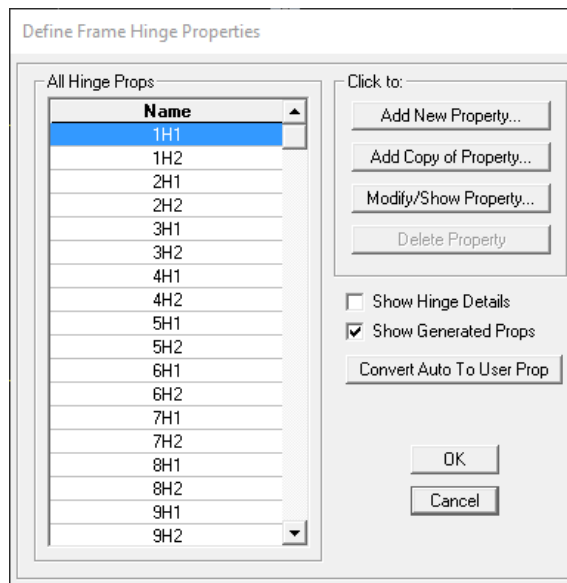 Define Frame Hinge Properties
All Hinge Props
Name
1H1
1H2
2H1
2H2
3H1
3H2
4H1
4H2
5H1
5H2
6H1
6H2
7H1
7H2
8H1
8H2
9H1
9H2
Click to:
Add New Property...
Add Copy of Property...
Modify/Show Property...
Delete Property
Show Hinge Details
Show Generated Props
Convert Auto To User Prop
OK
Cancel